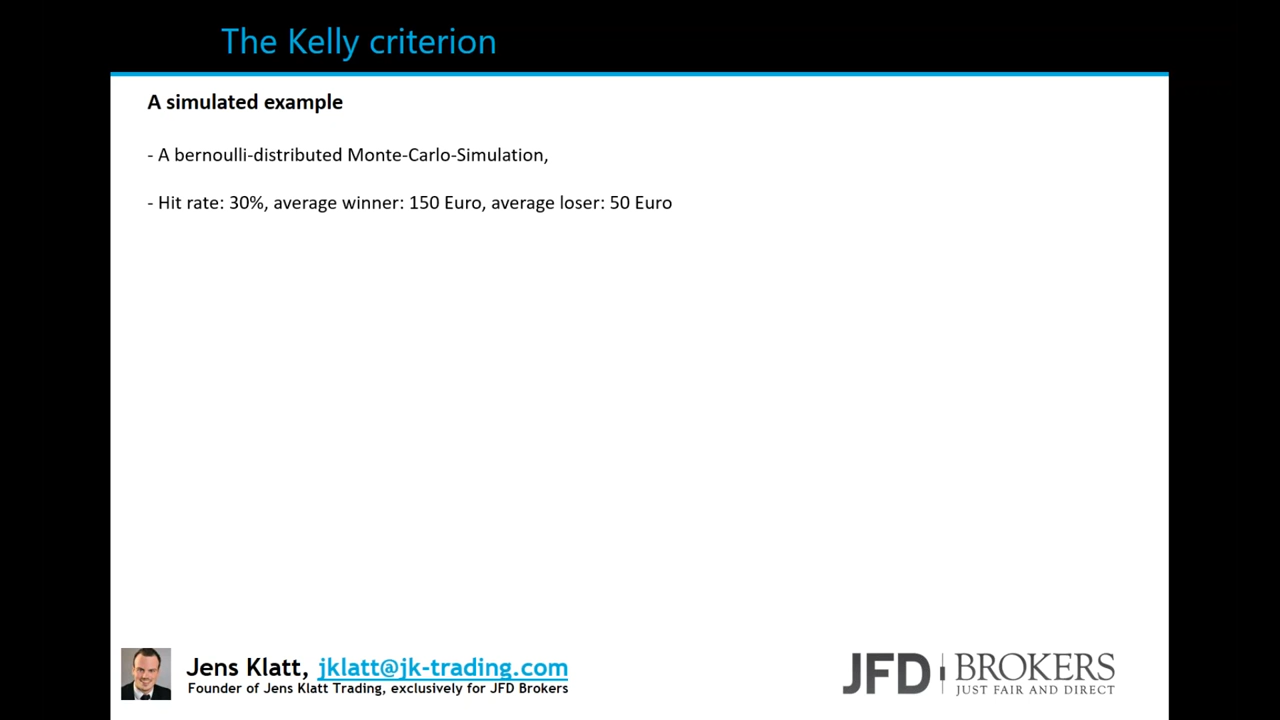 The Kelly criterion
A simulated example
- A bernoulli-distributed Monte-Carlo-Simulation,
- Hit rate: 30%, average winner: 150 Euro, average loser: 50 Euro
Jens Klatt, jklatt@jk-trading.com
Founder of Jens Klatt Trading, exclusively for JFD Brokers
JFD BROKERS
JUST FAIR AND DIRECT